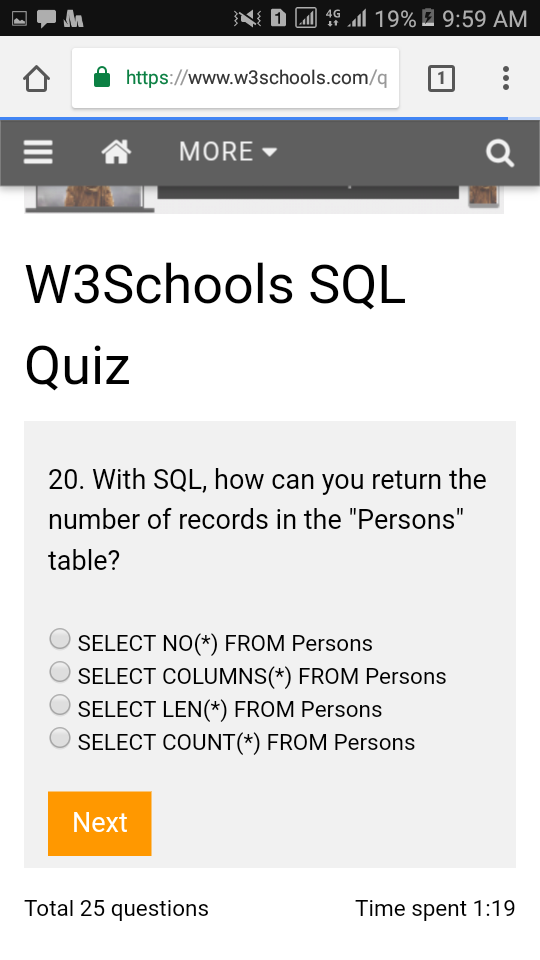 1 4G 19% 9:59 AM
https://www.w3schools.com/q 1
MORE
W3Schools SQL
Quiz
20. With SQL, how can you return the
number of records in the "Persons"
table?
SELECT NO(*) FROM Persons
SELECT COLUMNS(*) FROM Persons
SELECT LEN(*) FROM Persons
SELECT COUNT(*) FROM Persons
Next
Total 25 questions Time spent 1:19